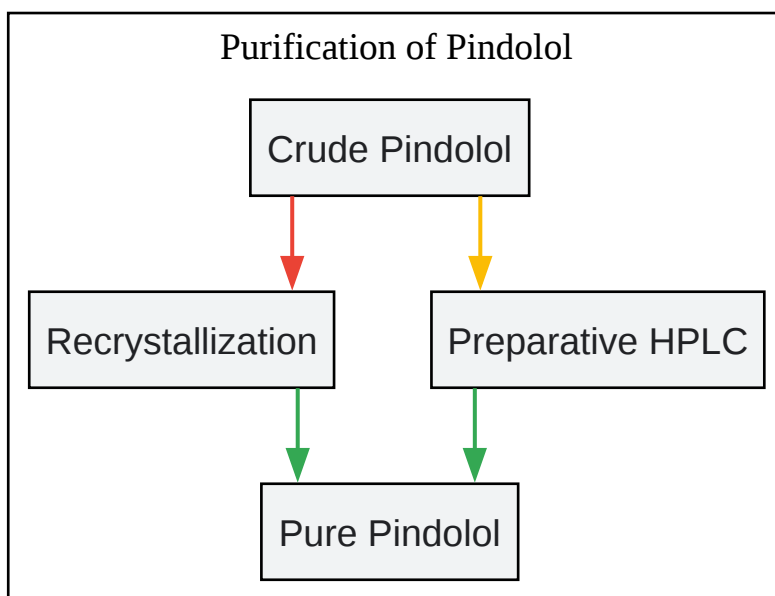 Purification of Pindolol
Crude Pindolol
Recrystallization
Preparative HPLC
Pure Pindolol